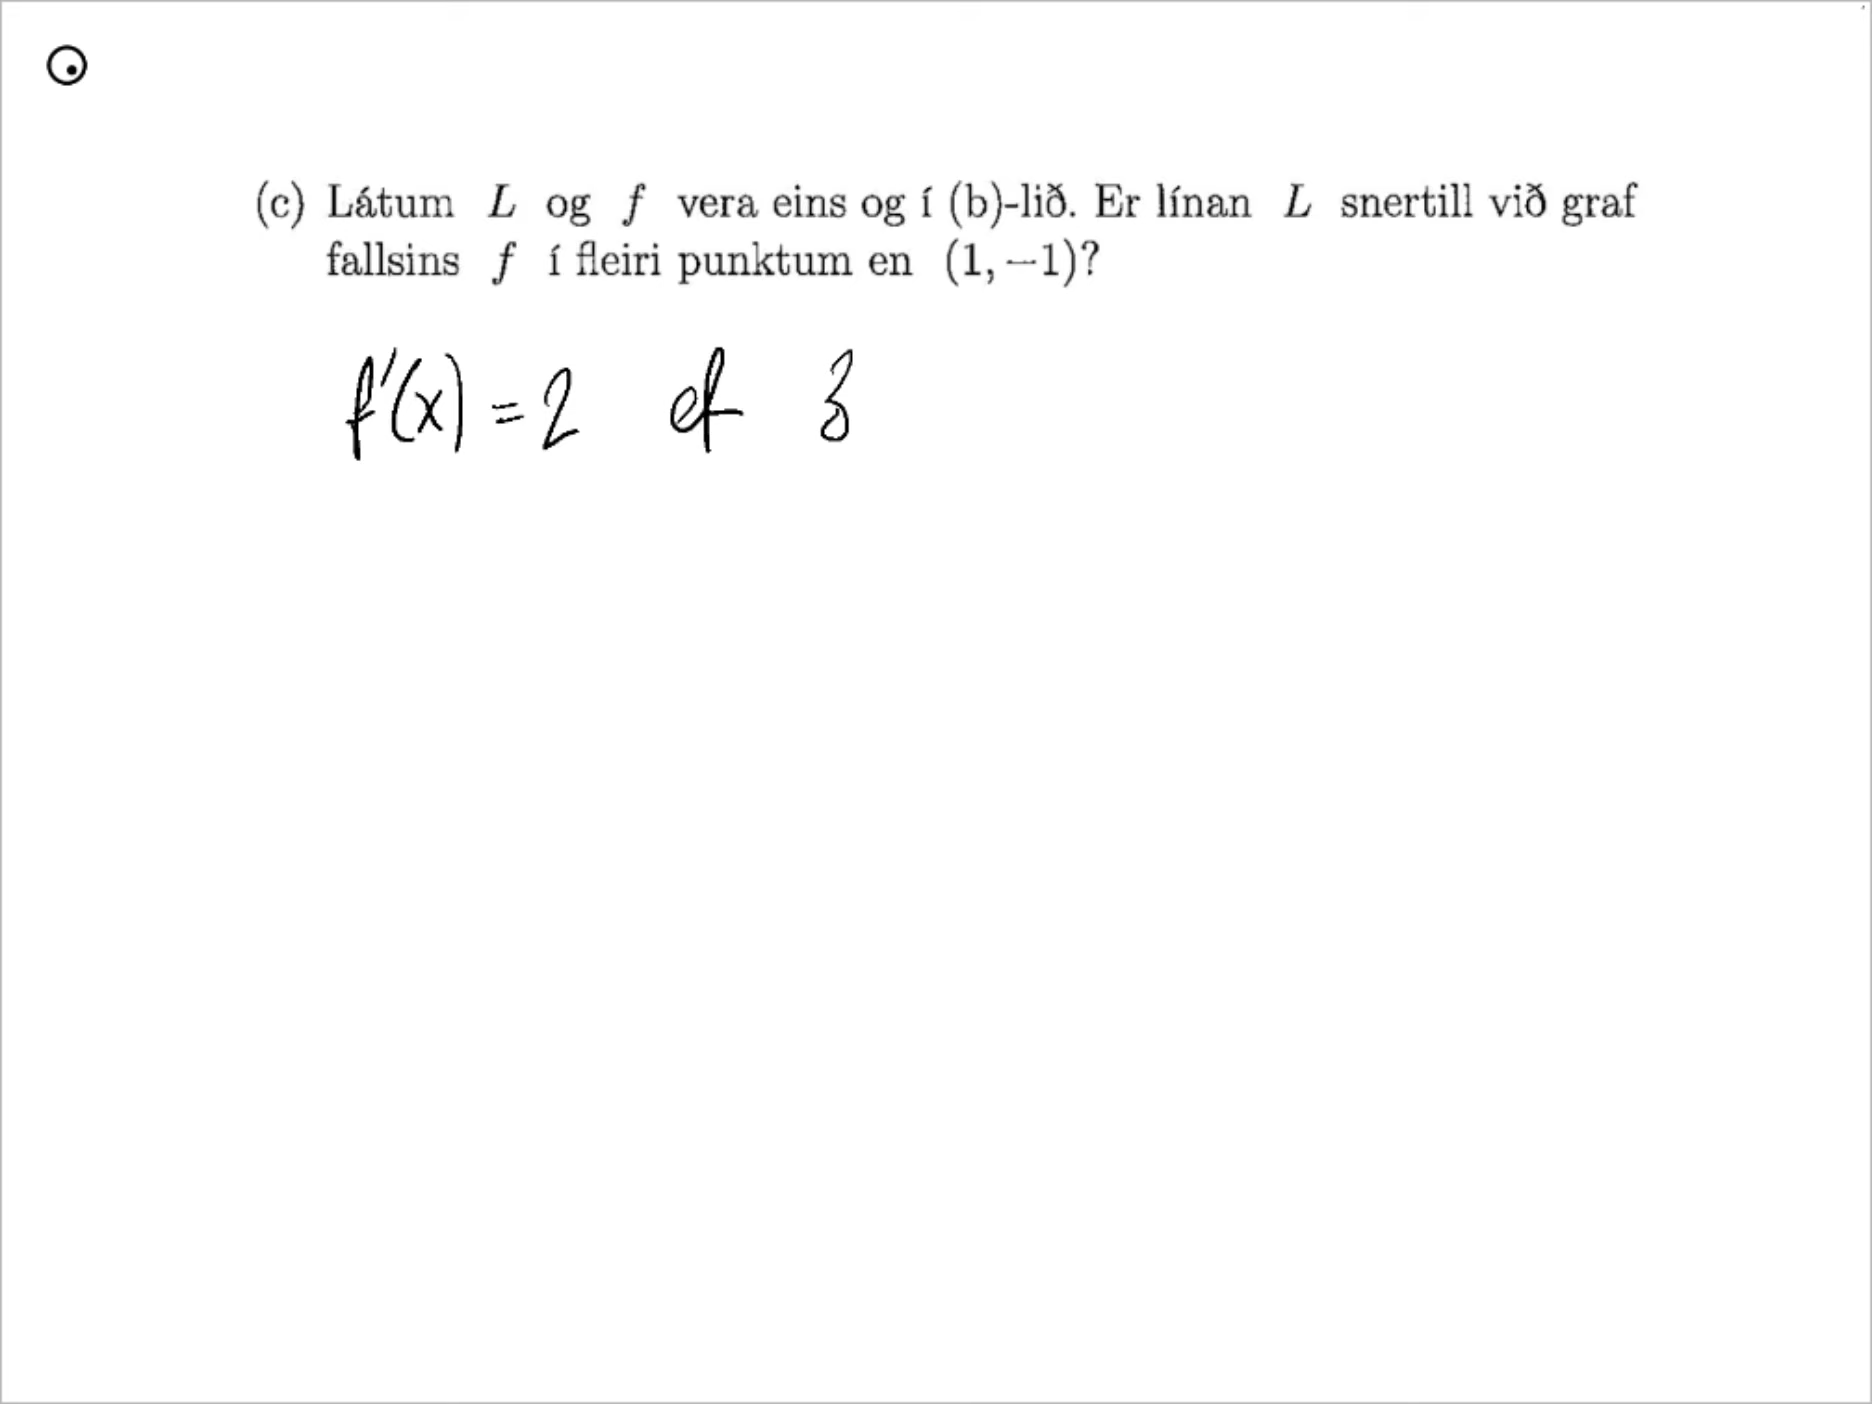 (c) Látum L og f vera eins og í (b)-lið. Er línan L snertill við graf
fallsins f í fleiri punktum en (1, −1)?
f'(x) = 2 ef 3